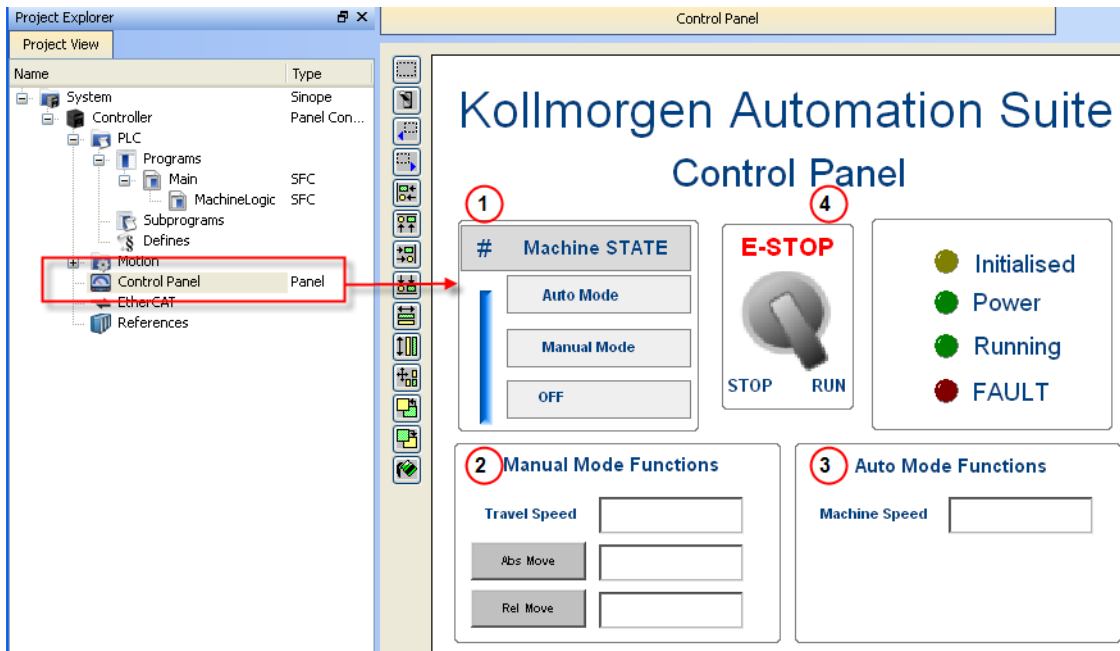 Project Explorer
Project View
Name Type
System Sinope
Controller Panel Con...
PLC
Programs
Main SFC
MachineLogic SFC
Subprograms
Defines
Motion
Control Panel Panel
EtherCAT
References
Control Panel
Kollmorgen Automation Suite
Control Panel
1
# Machine STATE
Auto Mode
Manual Mode
OFF
4
E-STOP
STOP RUN
Initialised
Power
Running
FAULT
2 Manual Mode Functions
Travel Speed
Abs Move
Rel Move
3 Auto Mode Functions
Machine Speed